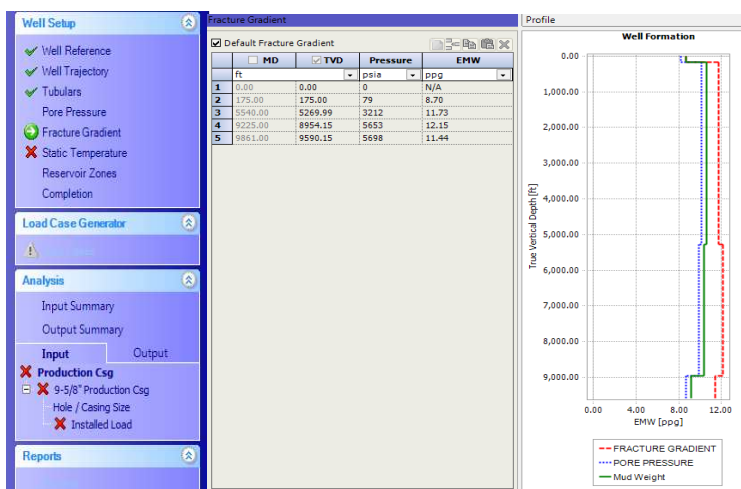 Well Setup
Well Reference
Well Trajectory
Tubulars
Pore Pressure
Fracture Gradient
Static Temperature
Reservoir Zones
Completion
Load Case Generator
Analysis
Input Summary
Output Summary
Input Output
Production Csg
9-5/8" Production Csg
Hole / Casing Size
Installed Load
Reports
Fracture Gradient
Default Fracture Gradient
MD TVD Pressure EMW
ft psia ppg
1 0.00 0.00 0 N/A
2 175.00 175.00 79 8.70
3 5540.00 5269.99 3212 11.73
4 9225.00 8954.15 5653 12.15
5 9861.00 9590.15 5698 11.44
Profile
Well Formation
0.00
1,000.00
2,000.00
3,000.00
4,000.00
5,000.00
6,000.00
7,000.00
8,000.00
9,000.00
True Vertical Depth [ft]
0.00 4.00 8.00 12.00
EMW [ppg]
FRACTURE GRADIENT
PORE PRESSURE
Mud Weight